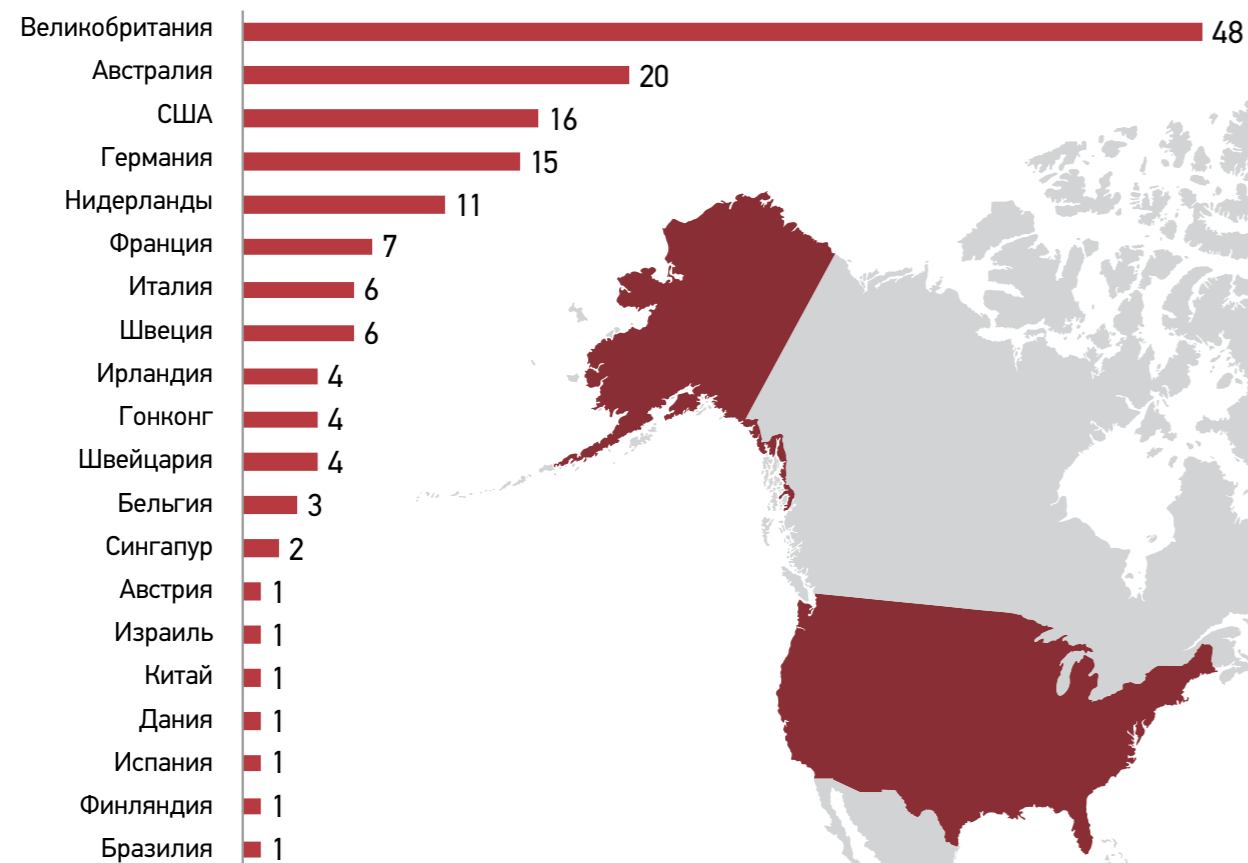 Великобритания 48
Австралия 20
США 16
Германия 15
Нидерланды 11
Франция 7
Италия 6
Швеция 6
Ирландия 4
Гонконг 4
Швейцария 4
Бельгия 3
Сингапур 2
Австрия 1
Израиль 1
Китай 1
Дания 1
Испания 1
Финляндия 1
Бразилия 1